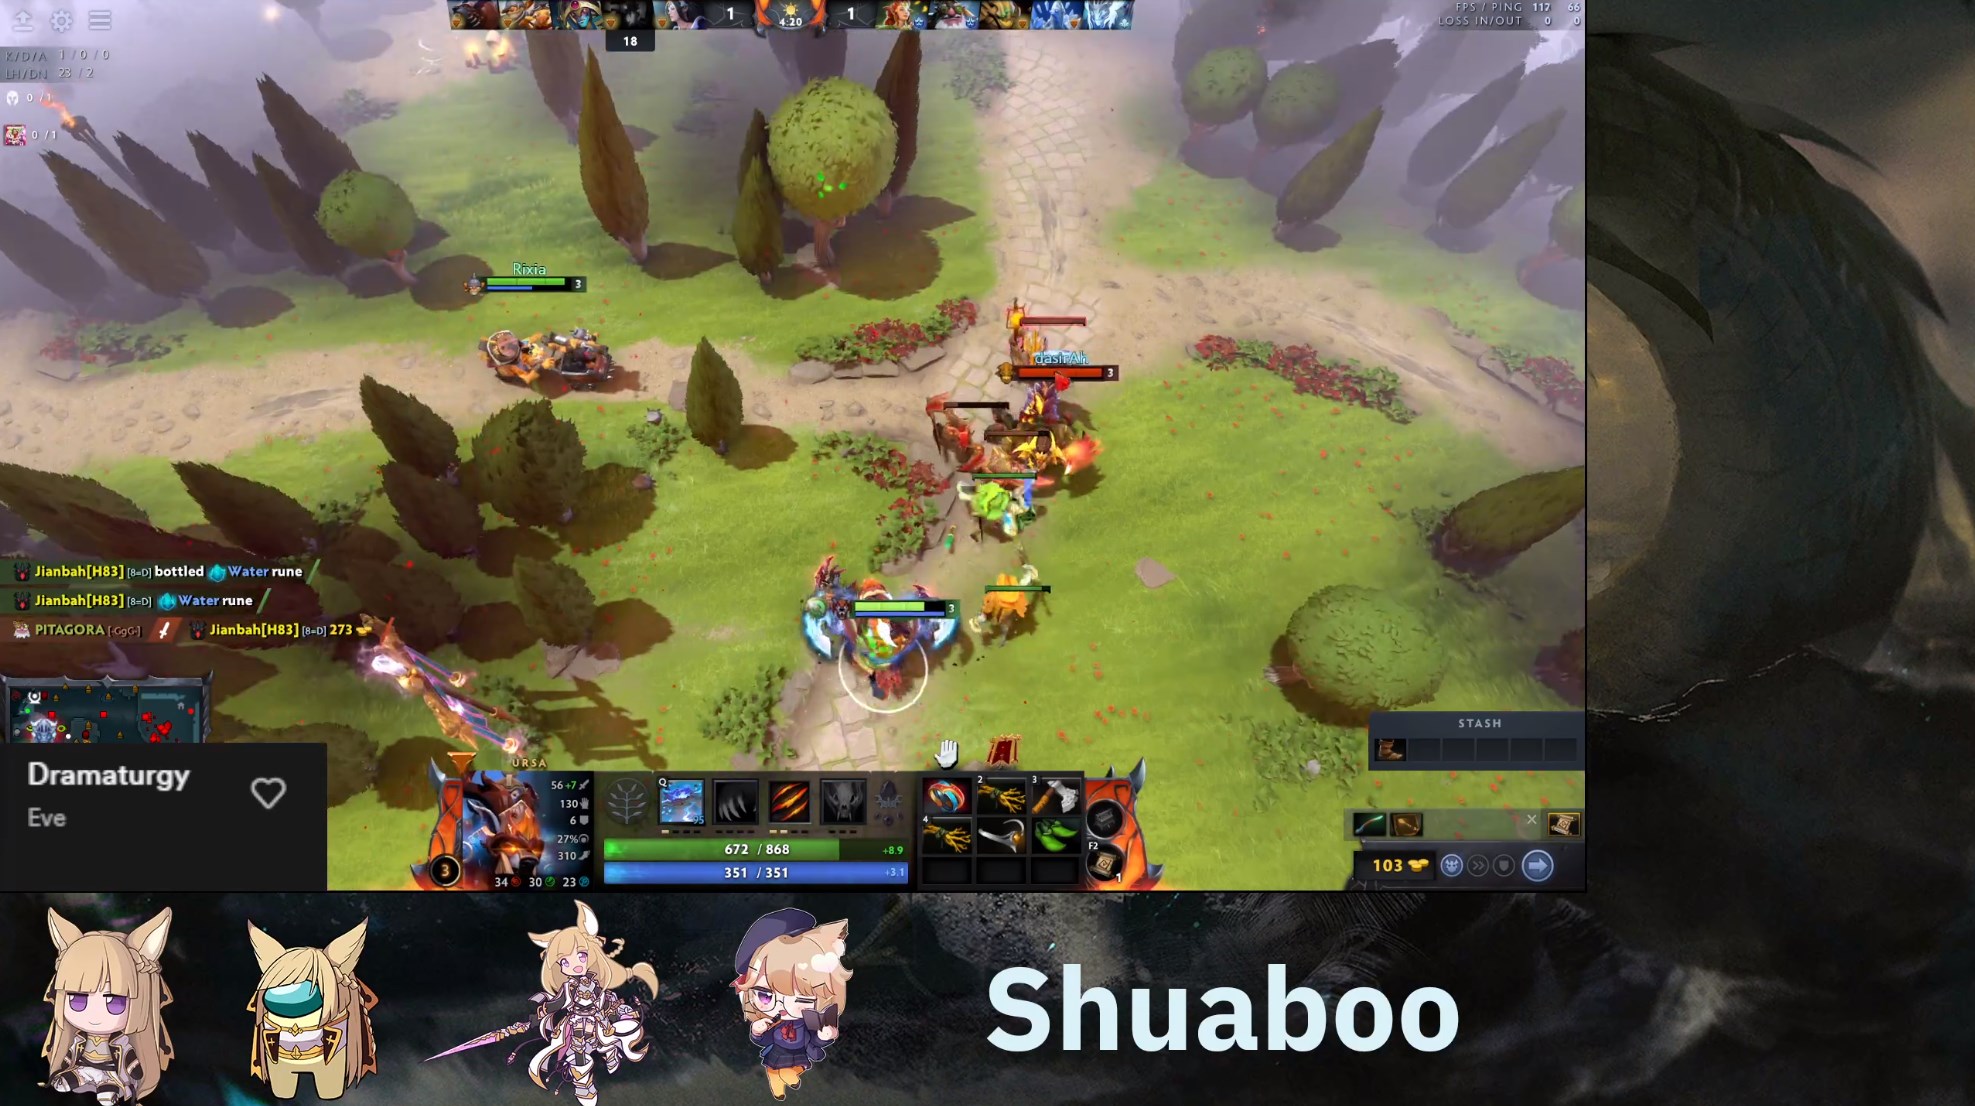 1
4:20
1
FPS / PING 117 66
LOSS IN/OUT 0 0
18
K/D/A 1 / 0 / 0
LH/DN 23 / 2
0 /1
0 /1
Rixia
3
dasirAh
3
Jianbah[H83] [8=D] bottled Water rune
Jianbah[H83] [8=D] Water rune
PITAGORA [-GgG-] Jianbah[H83] [8=D] 273
3
STASH
URSA
Dramaturgy
Eve
56 +7
130
6
27%
310
3
34 30 23
Q
95
672 / 868
+8.9
351 / 351
+3.1
2
3
4
F2
1
103
Shuaboo